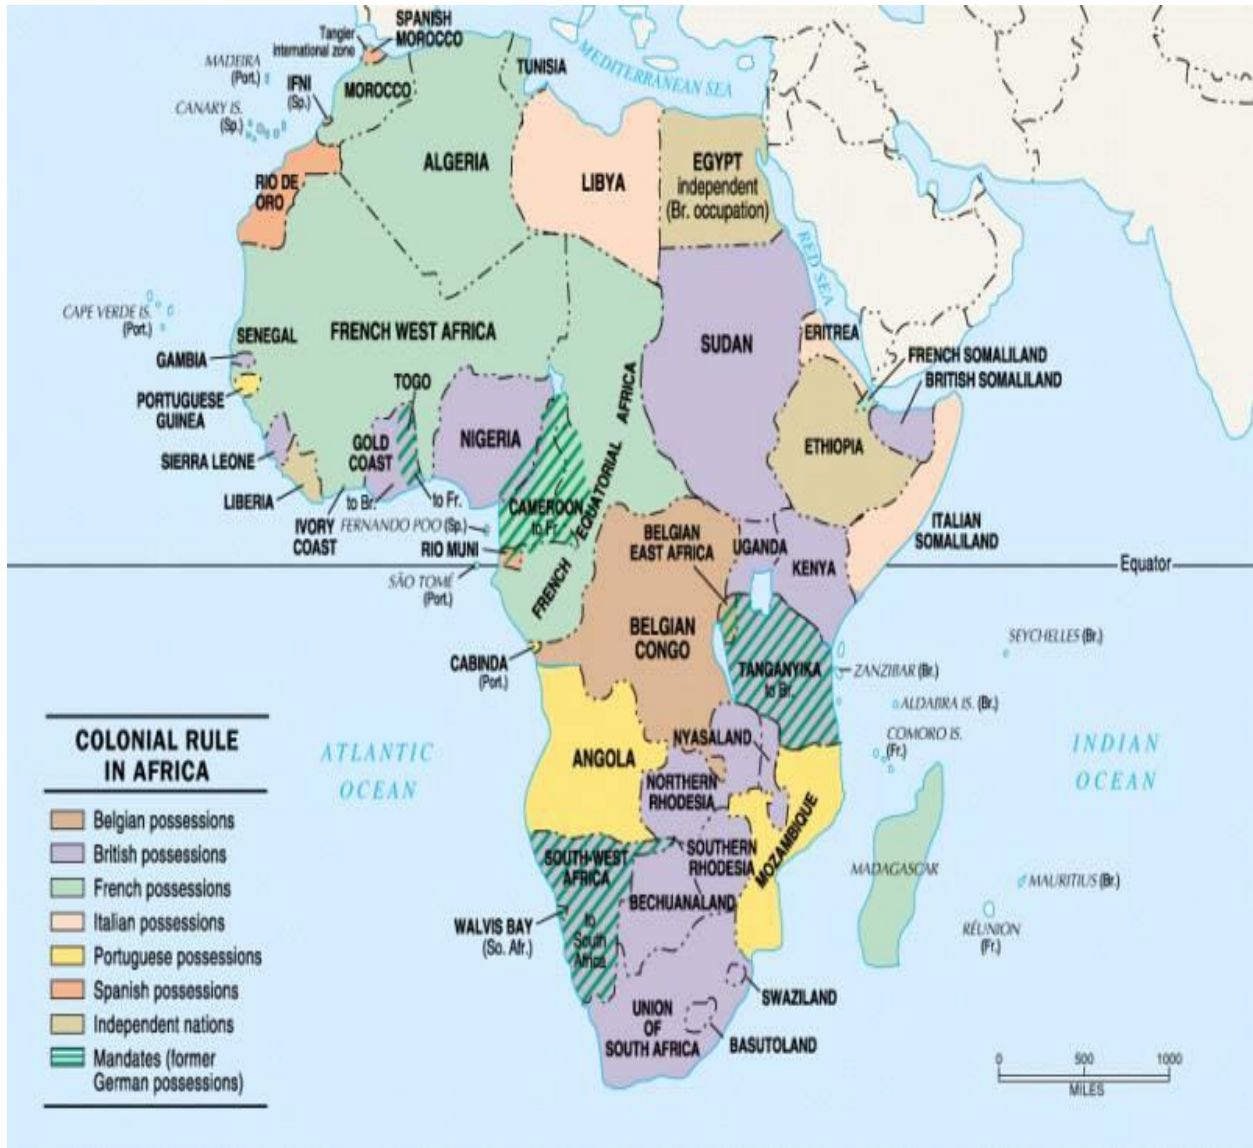 SPANISH
MOROCCO
Tangier
international zone
MADEIRA
(Port.)
IFNI
(Sp.)
MOROCCO
TUNISIA
MEDITERRANEAN SEA
CANARY IS.
(Sp.)
ALGERIA
LIBYA
EGYPT
independent
(Br. occupation)
RIO DE
ORO
RED SEA
CAPE VERDE IS.
(Port.)
SENEGAL
FRENCH WEST AFRICA
SUDAN
ERITREA
GAMBIA
FRENCH SOMALILAND
BRITISH SOMALILAND
TOGO
PORTUGUESE
GUINEA
NIGERIA
GOLD
COAST
to Br.
ETHIOPIA
SIERRA LEONE
LIBERIA
IVORY
COAST
to Fr.
CAMEROON
to Fr.
FRENCH EQUATORIAL AFRICA
FERNANDO POO (Sp.)
RIO MUNI
BELGIAN
EAST AFRICA
UGANDA
KENYA
ITALIAN
SOMALILAND
Equator
SÃO TOMÉ
(Port.)
BELGIAN
CONGO
SEYCHELLES (Br.)
CABINDA
(Port.)
TANGANYIKA
to Br.
ZANZIBAR (Br.)
ALDABRA IS. (Br.)
COMORO IS.
(Fr.)
ATLANTIC
OCEAN
ANGOLA
NYASALAND
INDIAN
OCEAN
NORTHERN
RHODESIA
MOZAMBIQUE
SOUTHERN
RHODESIA
SOUTH-WEST
AFRICA
to
South
Africa
MADAGASCAR
MAURITIUS (Br.)
BECHUANALAND
WALVIS BAY
(So. Afr.)
RÉUNION
(Fr.)
SWAZILAND
UNION
OF
SOUTH AFRICA
BASUTOLAND
COLONIAL RULE
IN AFRICA
Belgian possessions
British possessions
French possessions
Italian possessions
Portuguese possessions
Spanish possessions
Independent nations
Mandates (former
German possessions)
0 500 1000
MILES